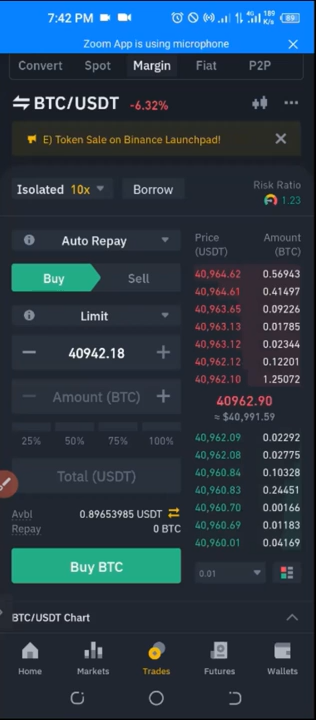 7:42 PM
4G 189 K/s 89
Zoom App is using microphone
Convert Spot Margin Fiat P2P
BTC/USDT -6.32%
E) Token Sale on Binance Launchpad!
Isolated 10x Borrow
Risk Ratio
1.23
Auto Repay
Buy Sell
Limit
40942.18
Amount (BTC)
25% 50% 75% 100%
Total (USDT)
Avbl 0.89653985 USDT
Repay 0 BTC
Buy BTC
Price (USDT) Amount (BTC)
40,964.62 0.56943
40,964.61 0.41497
40,963.65 0.09226
40,963.13 0.01785
40,963.12 0.02344
40,962.12 0.12201
40,962.10 1.25072
40962.90
≈ $40,991.59
40,962.09 0.02292
40,962.08 0.02775
40,960.84 0.10328
40,960.83 0.24451
40,960.70 0.00166
40,960.69 0.01183
40,960.01 0.04169
0.01
BTC/USDT Chart
Home Markets Trades Futures Wallets